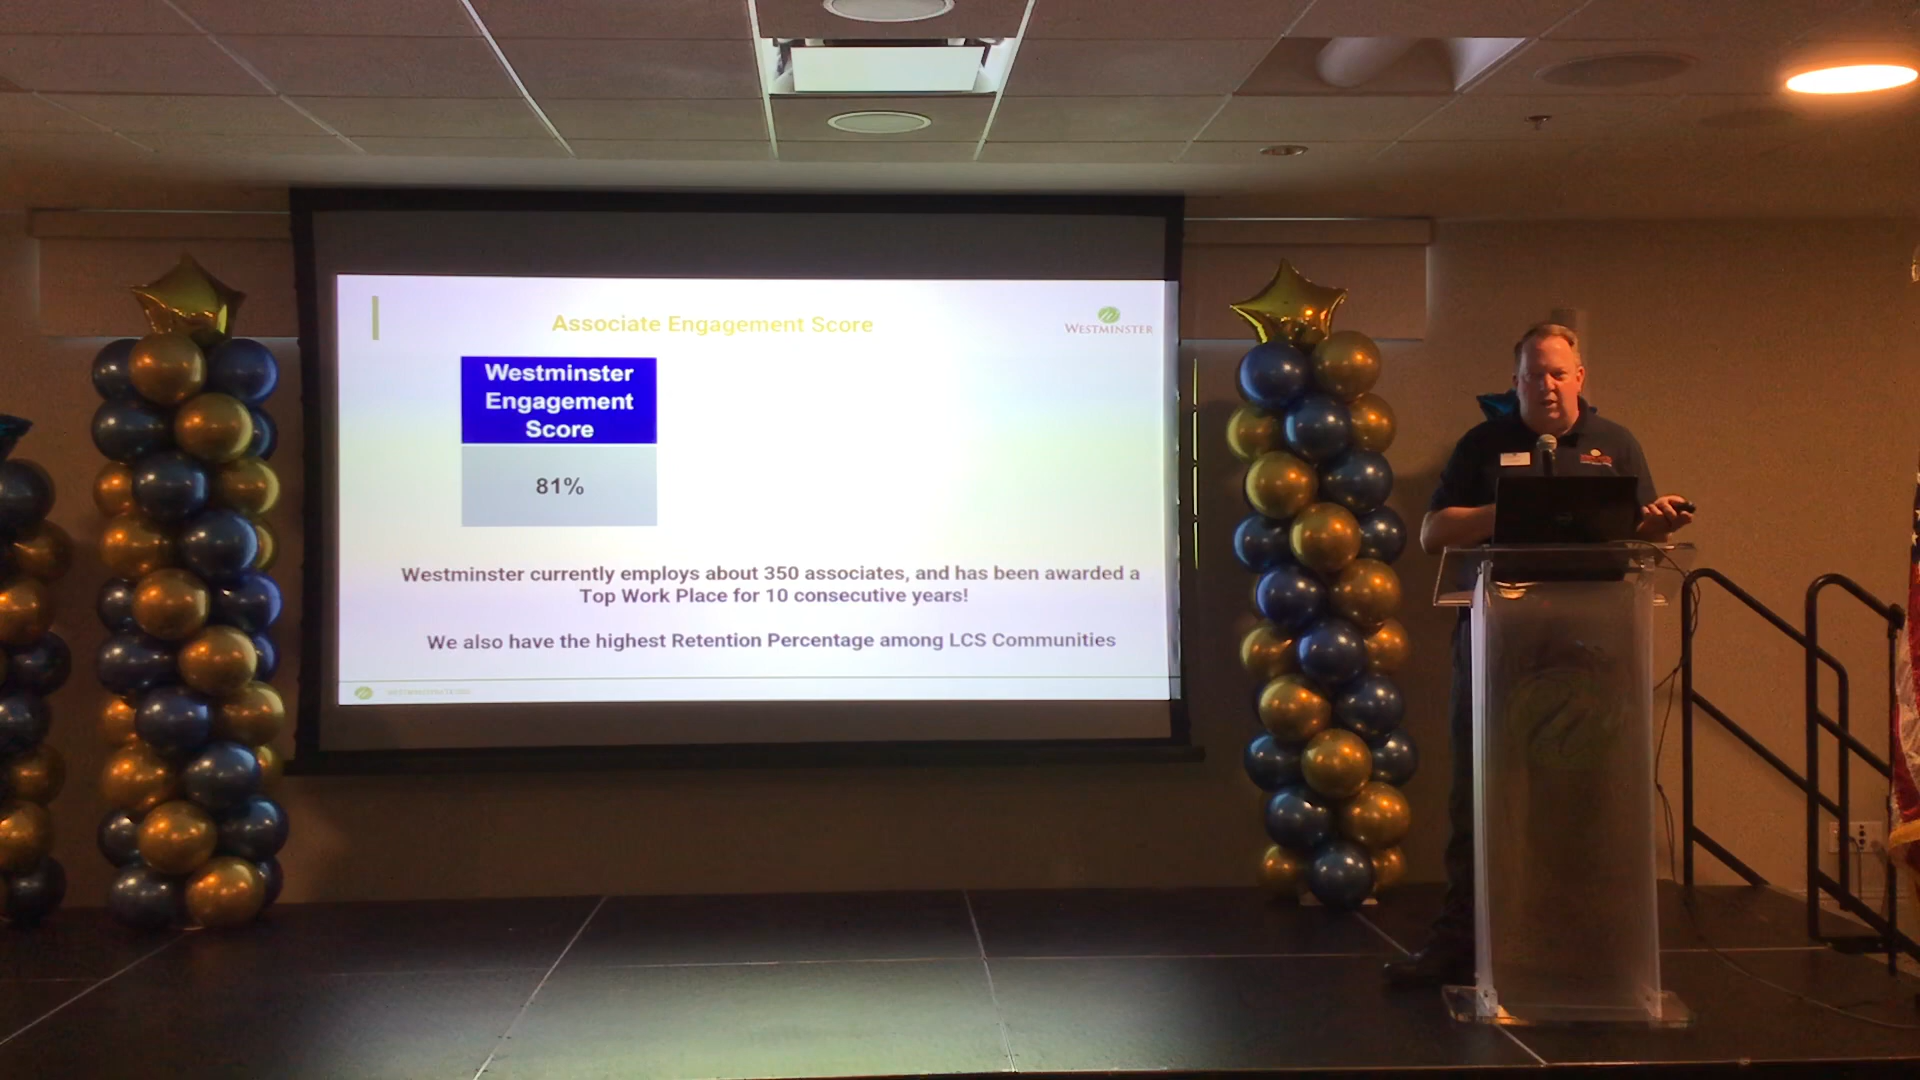 Associate Engagement Score
WESTMINSTER
Westminster
Engagement
Score
81%
Westminster currently employs about 350 associates, and has been awarded a
Top Work Place for 10 consecutive years!
We also have the highest Retention Percentage among LCS Communities